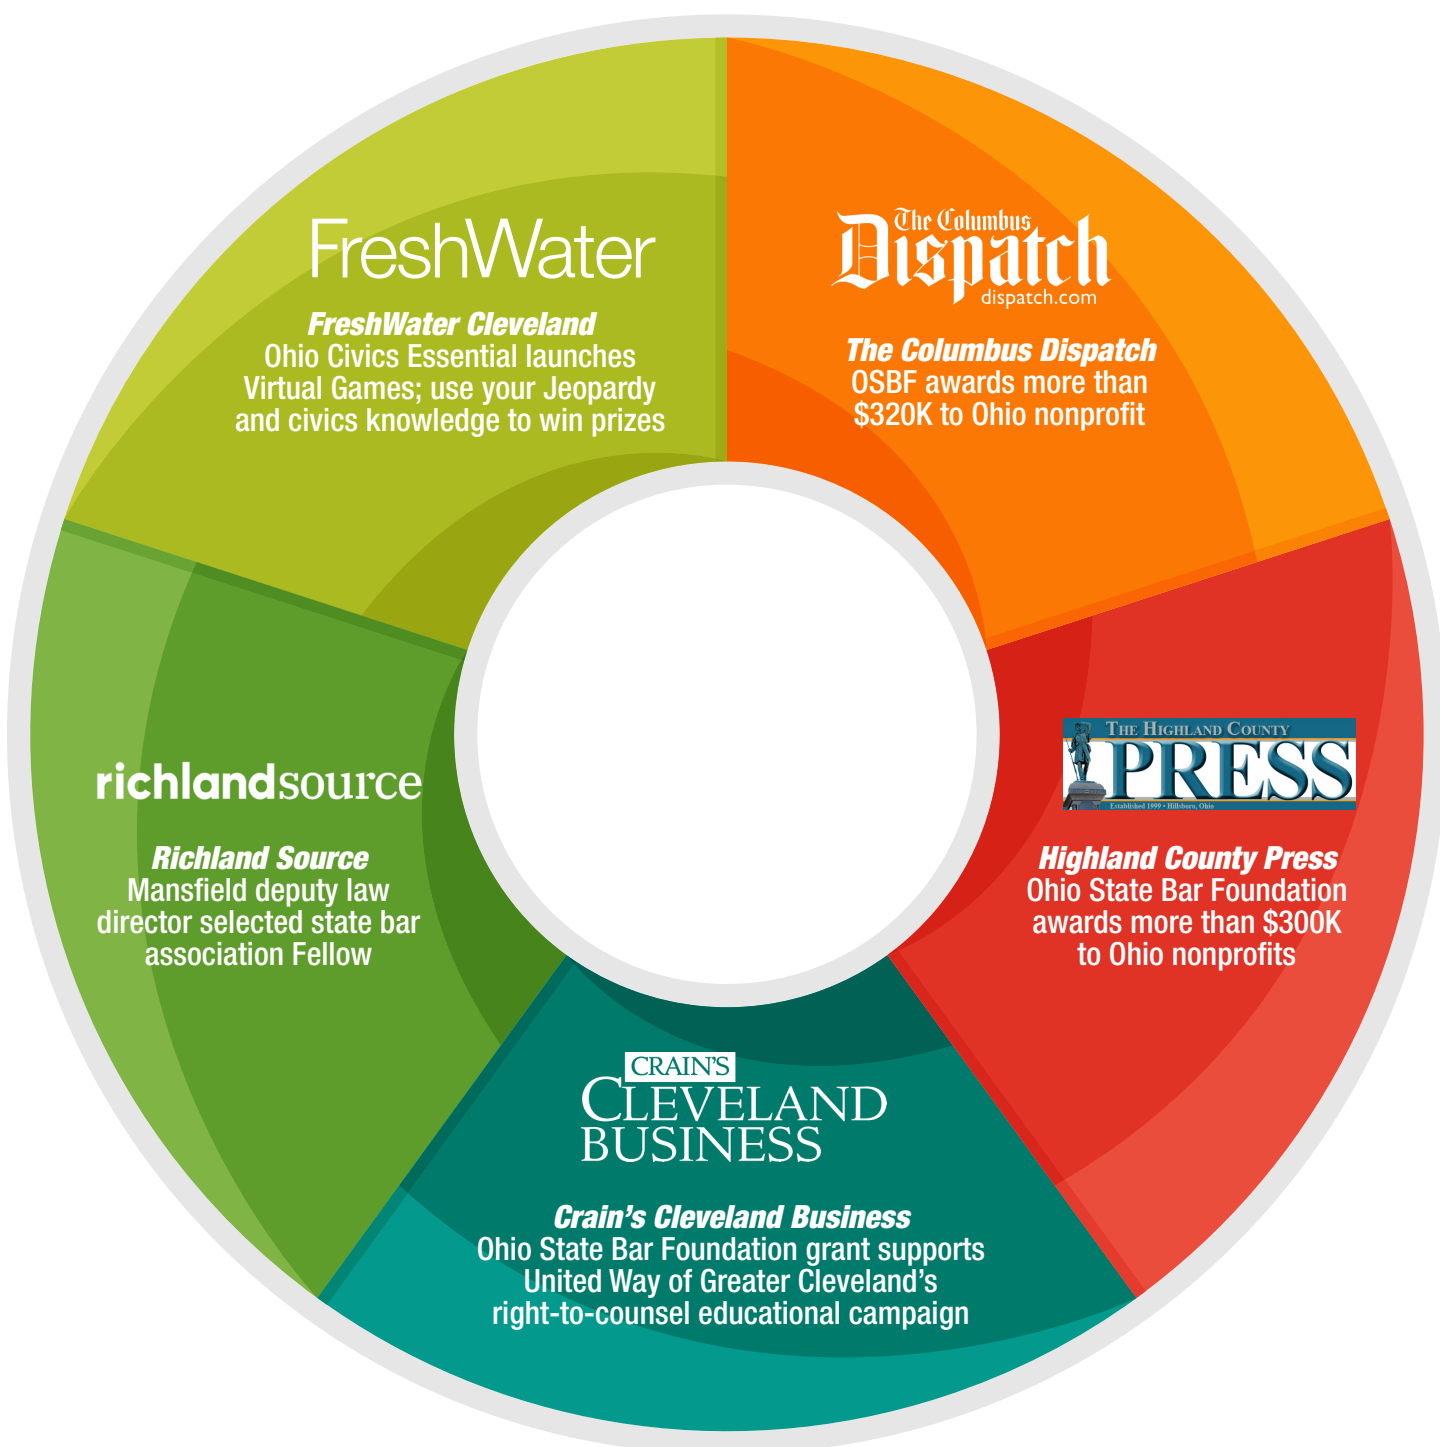 FreshWater
FreshWater Cleveland
Ohio Civics Essential launches
Virtual Games; use your Jeopardy
and civics knowledge to win prizes
The Columbus
Dispatch
dispatch.com
The Columbus Dispatch
OSBF awards more than
$320K to Ohio nonprofit
THE HIGHLAND COUNTY
PRESS
Established 1999 • Hillsboro, Ohio
Highland County Press
Ohio State Bar Foundation
awards more than $300K
to Ohio nonprofits
CRAIN'S
CLEVELAND
BUSINESS
Crain's Cleveland Business
Ohio State Bar Foundation grant supports
United Way of Greater Cleveland's
right-to-counsel educational campaign
richlandsource
Richland Source
Mansfield deputy law
director selected state bar
association Fellow